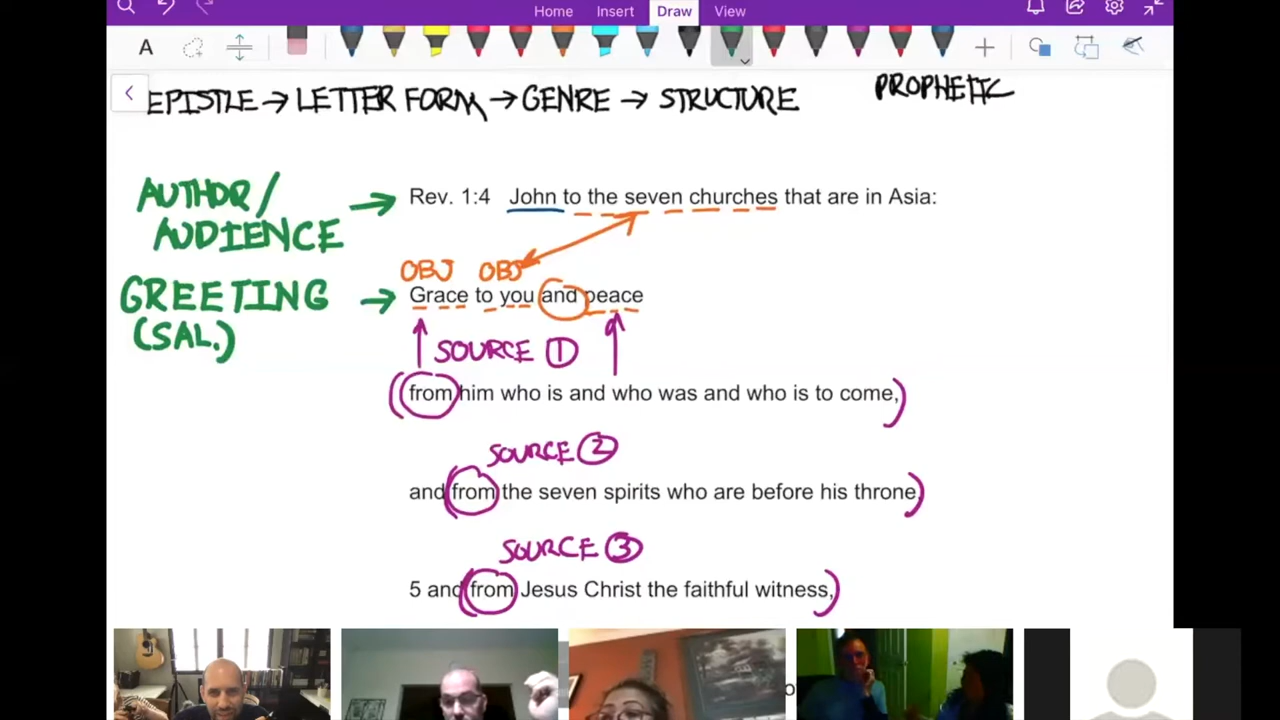 Home Insert Draw View
A
EPISTLE → LETTER FORM → GENRE → STRUCTURE PROPHETIC
AUTHOR/ → Rev. 1:4 John to the seven churches that are in Asia:
AUDIENCE
OBJ OBJ
GREETING → Grace to you and peace
(SAL.)
SOURCE ①
(from him who is and who was and who is to come,)
SOURCE ②
and (from the seven spirits who are before his throne,)
SOURCE ③
5 and (from Jesus Christ the faithful witness,)